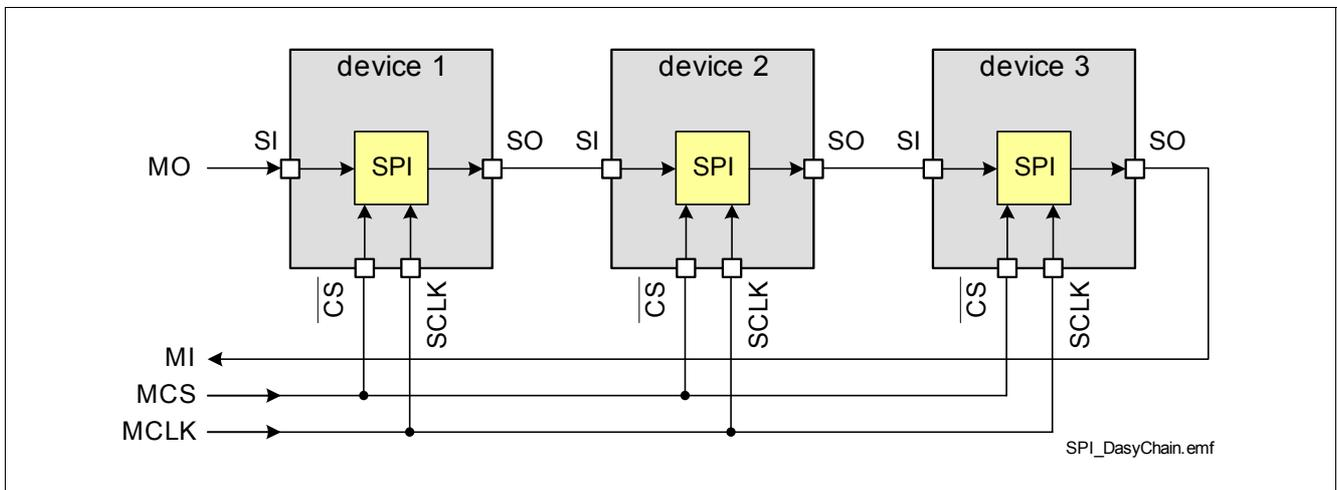 device 1 device 2 device 3
SI SO SI SO SI SO
MO SPI SPI SPI
CS SCLK CS SCLK CS SCLK
MI
MCS
MCLK
SPI_DasyChain.emf